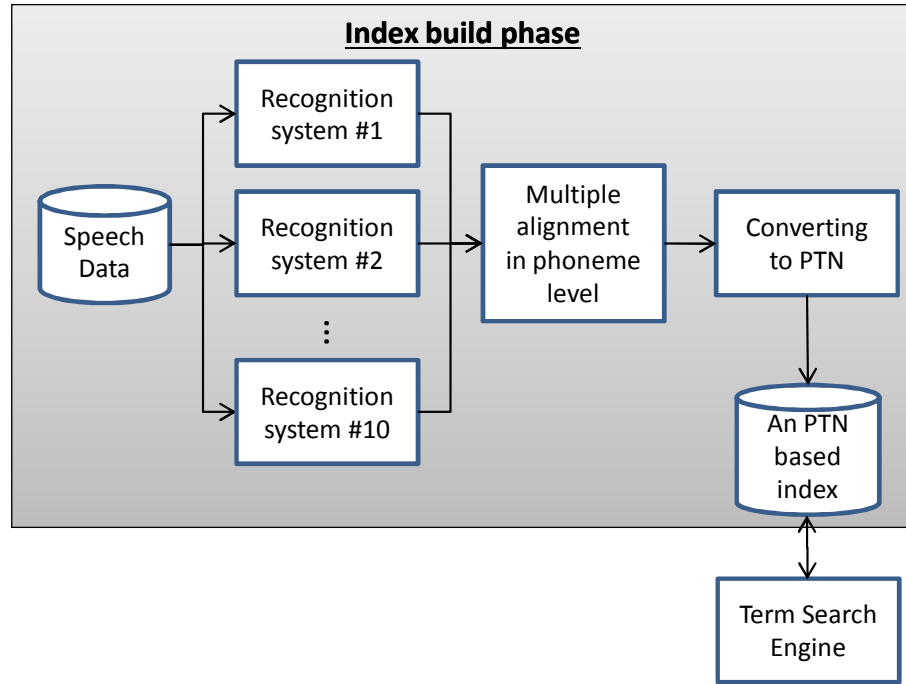 Index build phase
Recognition
system #1
Speech
Data
Recognition
system #2
...
Recognition
system #10
Multiple
alignment
in phoneme
level
Converting
to PTN
An PTN
based
index
Term Search
Engine